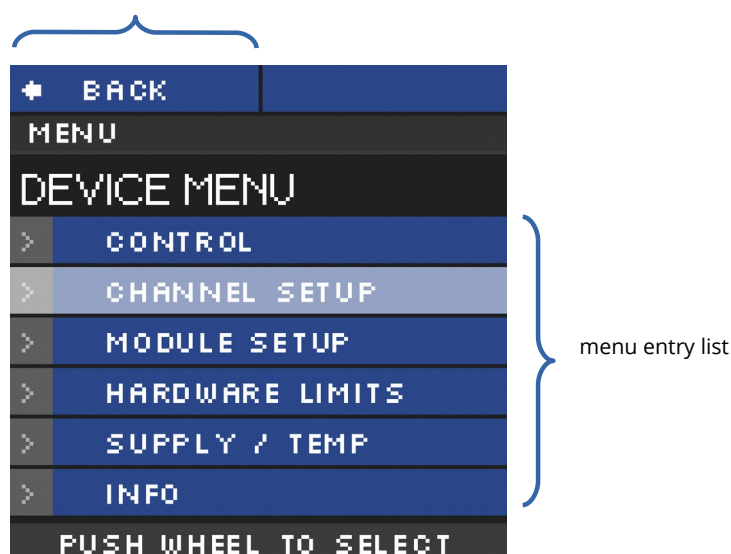 BACK
MENU
DEVICE MENU
> CONTROL
> CHANNEL SETUP
> MODULE SETUP
> HARDWARE LIMITS
> SUPPLY / TEMP
> INFO
PUSH WHEEL TO SELECT
menu entry list